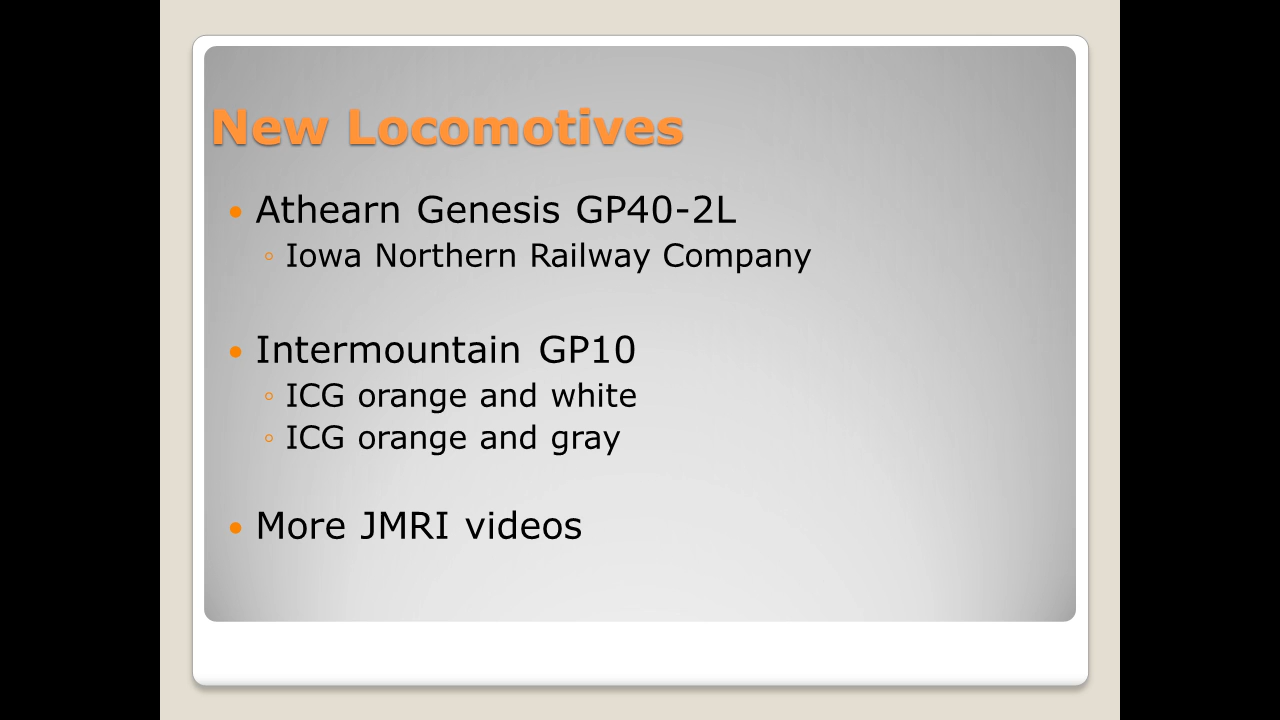 New Locomotives
Athearn Genesis GP40-2L
Iowa Northern Railway Company
Intermountain GP10
ICG orange and white
ICG orange and gray
More JMRI videos